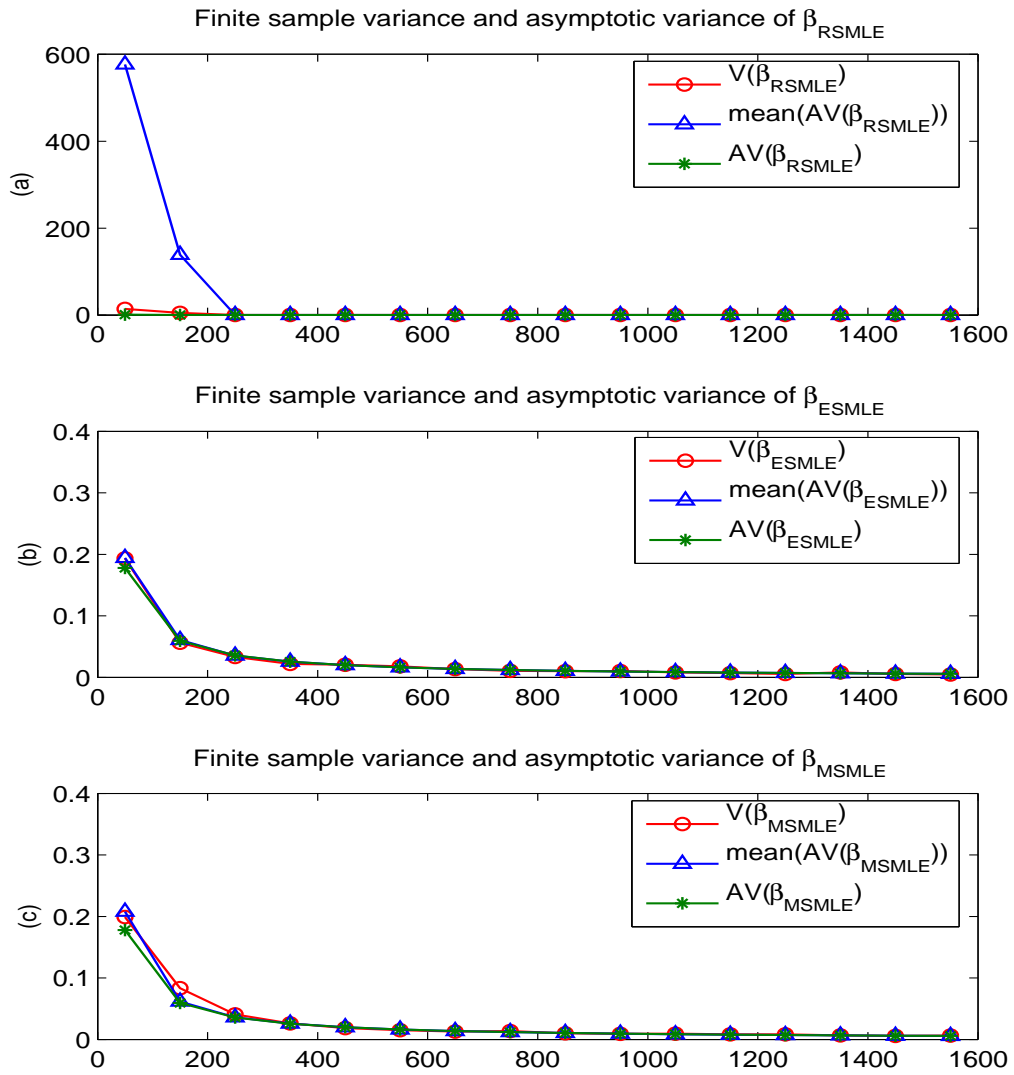 Finite sample variance and asymptotic variance of β_RSMLE
600
400
200
0
(a)
V(β_RSMLE)
mean(AV(β_RSMLE))
AV(β_RSMLE)
0 200 400 600 800 1000 1200 1400 1600
Finite sample variance and asymptotic variance of β_ESMLE
0.4
0.3
0.2
0.1
0
(b)
V(β_ESMLE)
mean(AV(β_ESMLE))
AV(β_ESMLE)
0 200 400 600 800 1000 1200 1400 1600
Finite sample variance and asymptotic variance of β_MSMLE
0.4
0.3
0.2
0.1
0
(c)
V(β_MSMLE)
mean(AV(β_MSMLE))
AV(β_MSMLE)
0 200 400 600 800 1000 1200 1400 1600